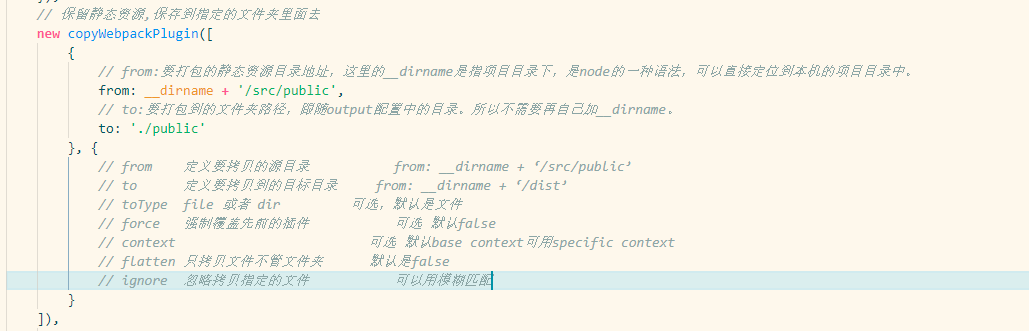 // 保留静态资源,保存到指定的文件夹里面去
new copyWebpackPlugin([
{
// from:要打包的静态资源目录地址，这里的__dirname是指项目目录下，是node的一种语法，可以直接定位到本机的项目目录中。
from: __dirname + '/src/public',
// to:要打包到的文件夹路径，跟随output配置中的目录。所以不需要再自己加__dirname。
to: './public'
}, {
// from 定义要拷贝的源目录 from: __dirname + ‘/src/public’
// to 定义要拷贝到的目标目录 from: __dirname + ‘/dist’
// toType file 或者 dir 可选，默认是文件
// force 强制覆盖先前的插件 可选 默认false
// context 可选 默认base context可用specific context
// flatten 只拷贝文件不管文件夹 默认是false
// ignore 忽略拷贝指定的文件 可以用模糊匹配
}
]),